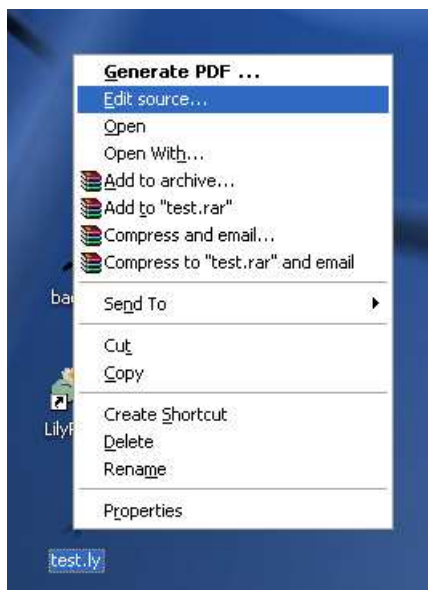 Generate PDF ...
Edit source...
Open
Open With...
Add to archive...
Add to "test.rar"
Compress and email...
Compress to "test.rar" and email
Send To
Cut
Copy
Create Shortcut
Delete
Rename
Properties
test.ly